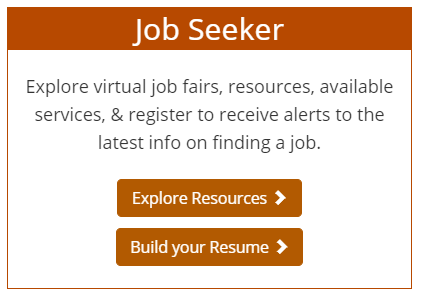 Job Seeker
Explore virtual job fairs, resources, available
services, & register to receive alerts to the
latest info on finding a job.
Explore Resources
Build your Resume